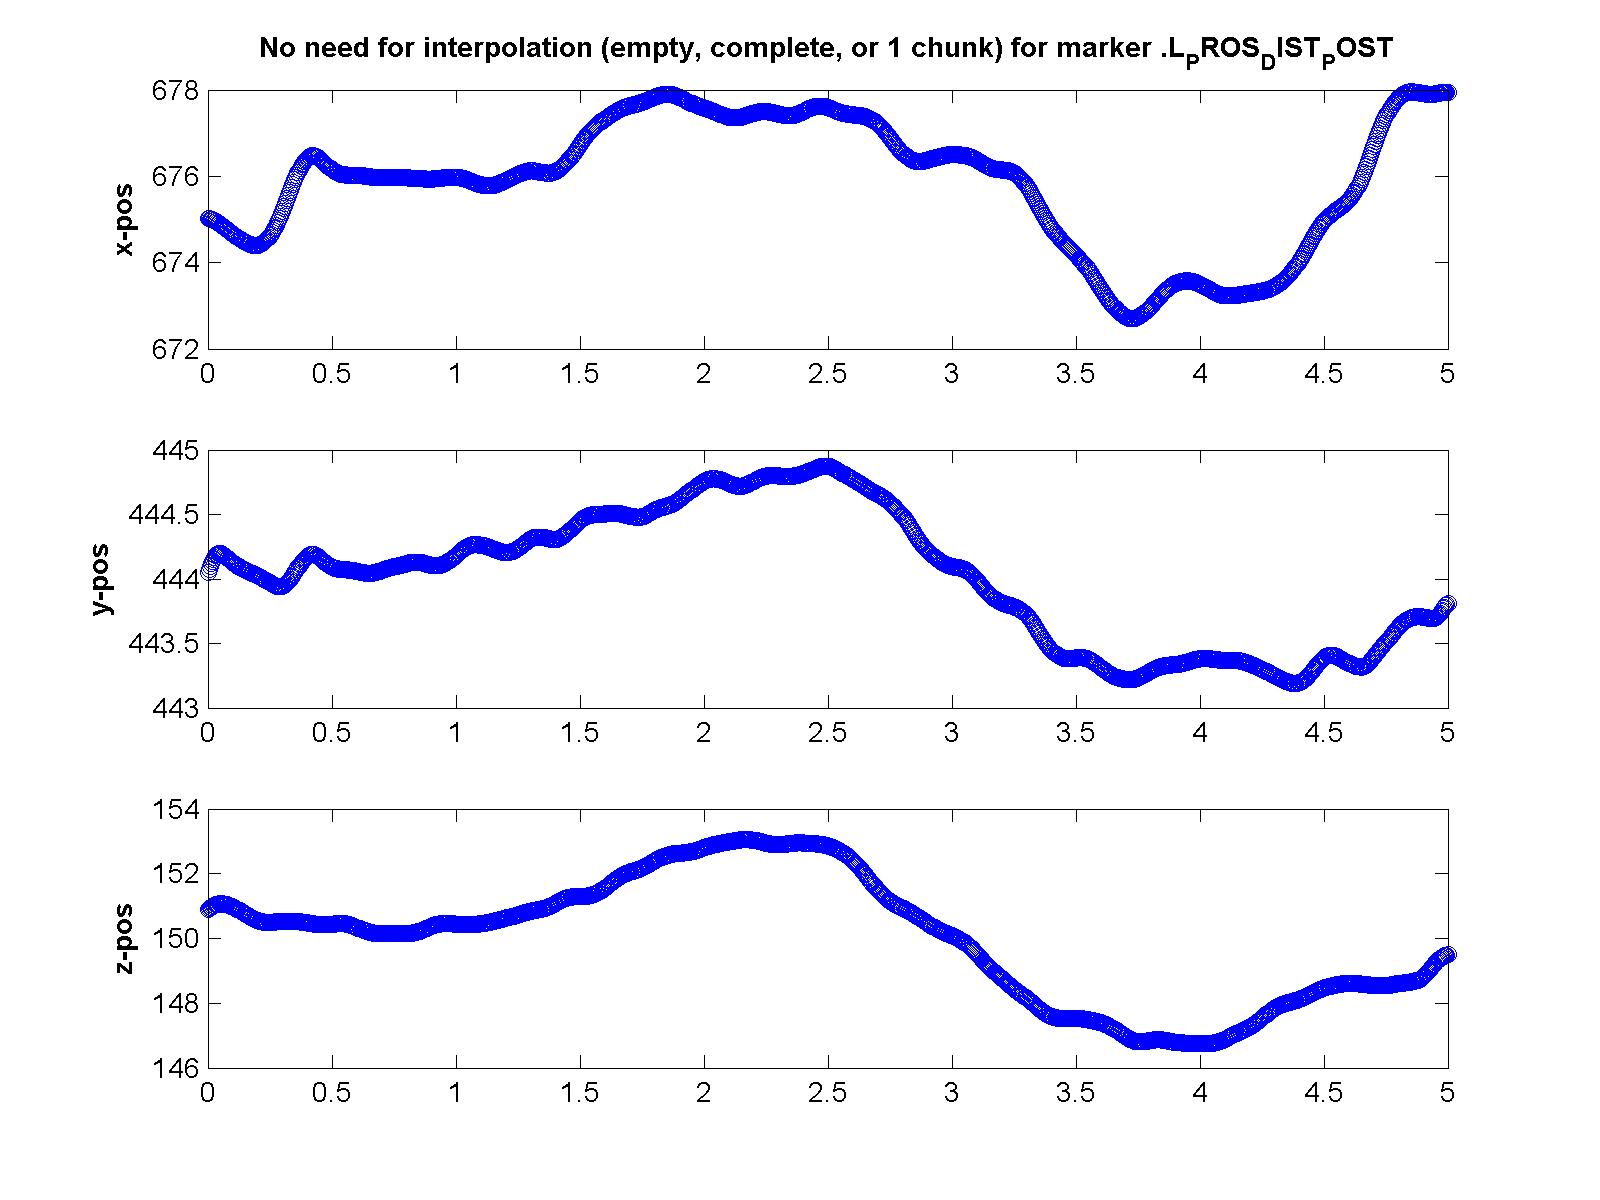 No need for interpolation (empty, complete, or 1 chunk) for marker .LPROSDISTPOST
678
676
674
672
x-pos
0 0.5 1 1.5 2 2.5 3 3.5 4 4.5 5
445
444.5
444
443.5
443
y-pos
0 0.5 1 1.5 2 2.5 3 3.5 4 4.5 5
154
152
150
148
146
z-pos
0 0.5 1 1.5 2 2.5 3 3.5 4 4.5 5